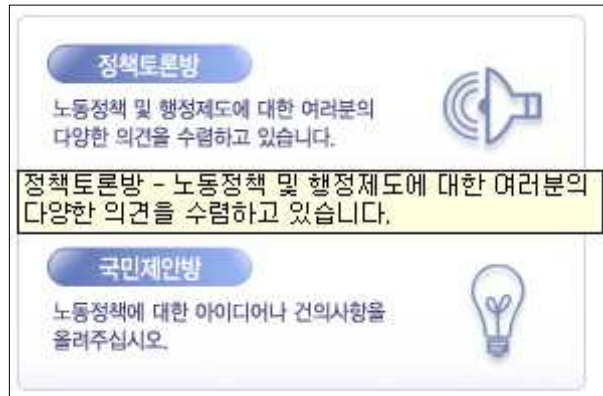 정책토론방
노동정책 및 행정제도에 대한 여러분의
다양한 의견을 수렴하고 있습니다.
정책토론방 - 노동정책 및 행정제도에 대한 여러분의
다양한 의견을 수렴하고 있습니다.
국민제안방
노동정책에 대한 아이디어나 건의사항을
올려주십시오.